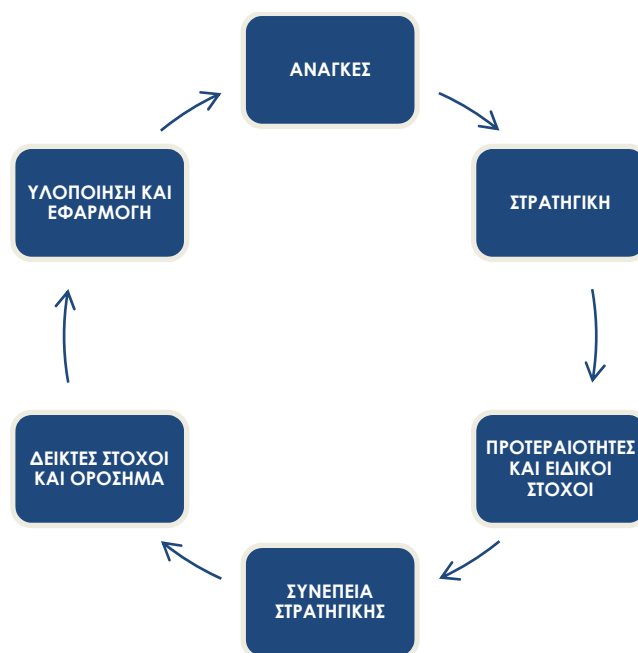 ΑΝΑΓΚΕΣ
ΣΤΡΑΤΗΓΙΚΗ
ΠΡΟΤΕΡΑΙΟΤΗΤΕΣ
ΚΑΙ ΕΙΔΙΚΟΙ
ΣΤΟΧΟΙ
ΣΥΝΕΠΕΙΑ
ΣΤΡΑΤΗΓΙΚΗΣ
ΔΕΙΚΤΕΣ ΣΤΟΧΟΙ
ΚΑΙ ΟΡΟΣΗΜΑ
ΥΛΟΠΟΙΗΣΗ ΚΑΙ
ΕΦΑΡΜΟΓΗ